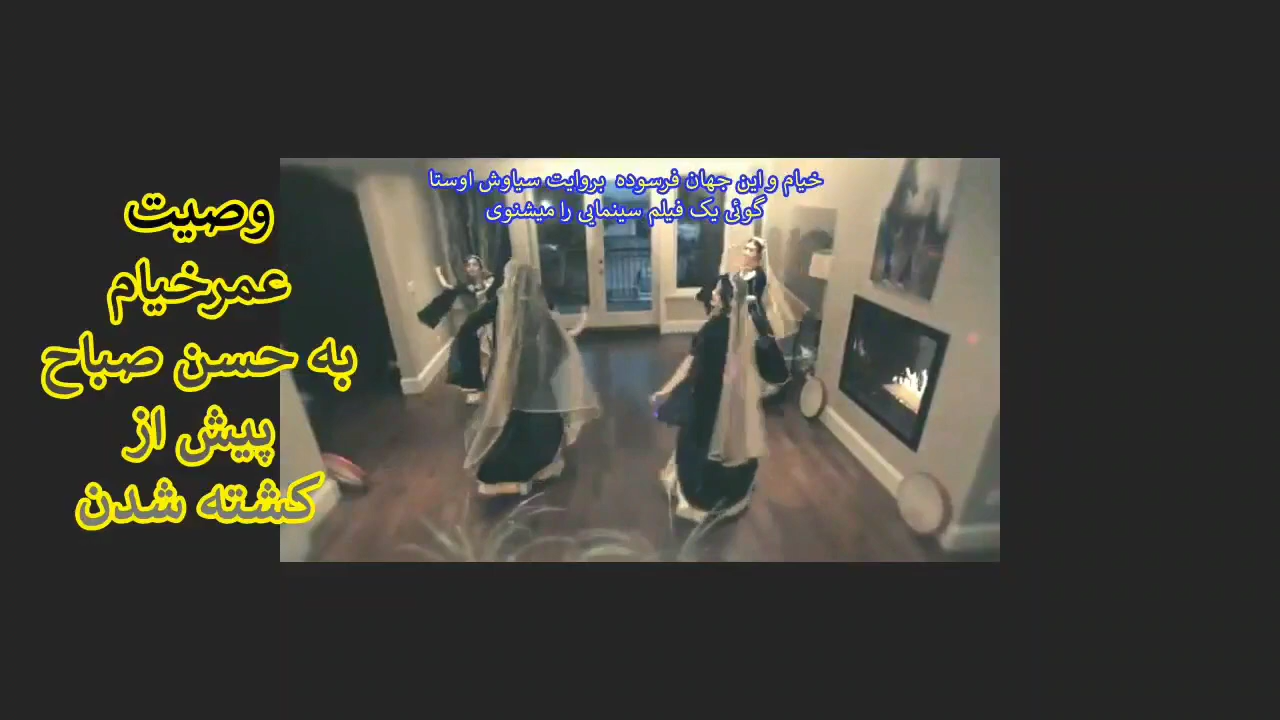 خیام و این جهان فرسوده  بروایت سیاوش اوستا
گوئی یک فیلم سینمایی را میشنوی
وصیت
عمرخیام
به حسن صباح
پیش از
کشته شدن